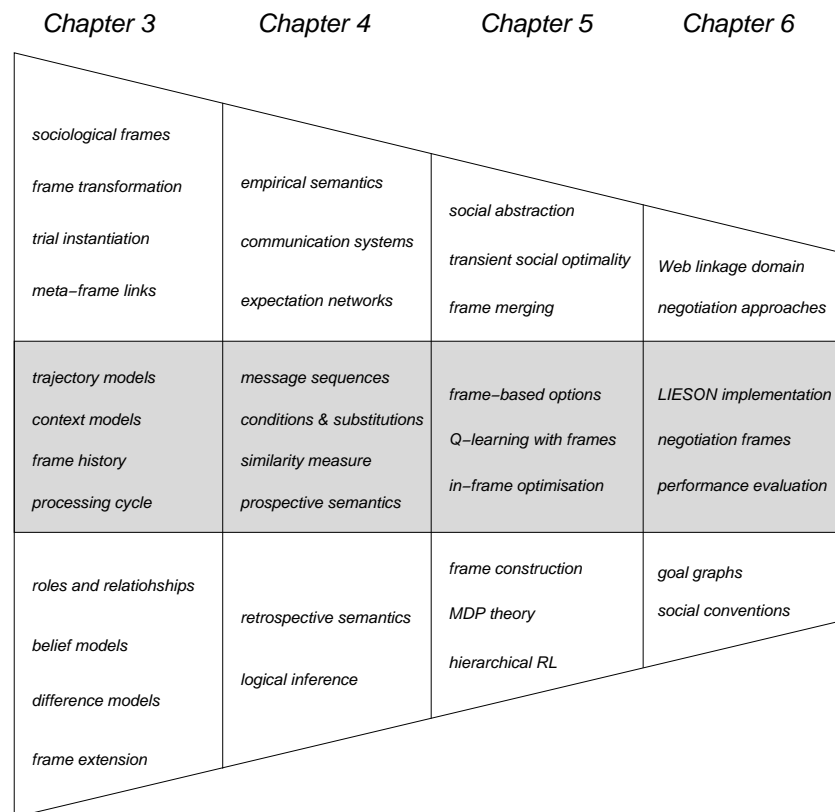 Chapter 3
Chapter 4
Chapter 5
Chapter 6
sociological frames
frame transformation
trial instantiation
meta−frame links
empirical semantics
communication systems
expectation networks
social abstraction
transient social optimality
frame merging
Web linkage domain
negotiation approaches
trajectory models
context models
frame history
processing cycle
message sequences
conditions & substitutions
similarity measure
prospective semantics
frame−based options
Q−learning with frames
in−frame optimisation
LIESON implementation
negotiation frames
performance evaluation
roles and relatiohships
belief models
difference models
frame extension
retrospective semantics
logical inference
frame construction
MDP theory
hierarchical RL
goal graphs
social conventions